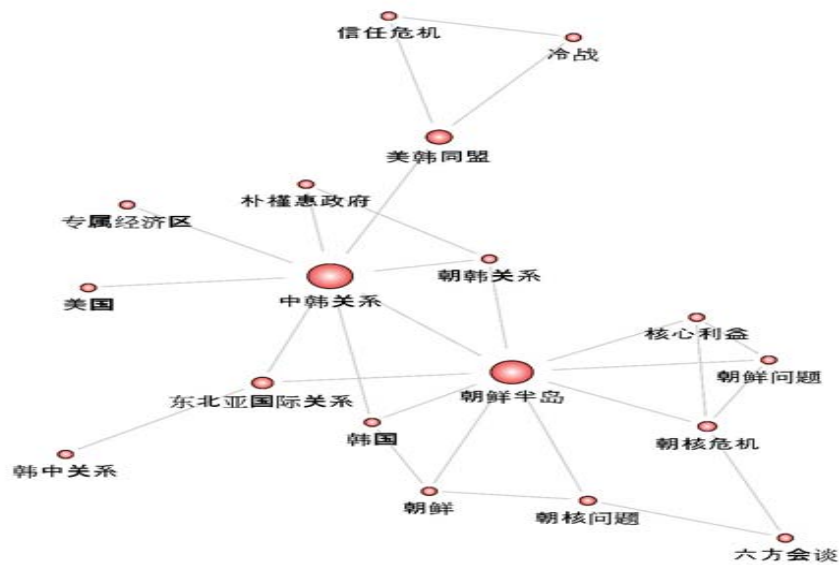 信任危机
冷战
美韩同盟
朴槿惠政府
专属经济区
朝韩关系
美国
中韩关系
核心利益
朝鲜问题
东北亚国际关系
朝鲜半岛
韩国
朝核危机
韩中关系
朝鲜
朝核问题
六方会谈